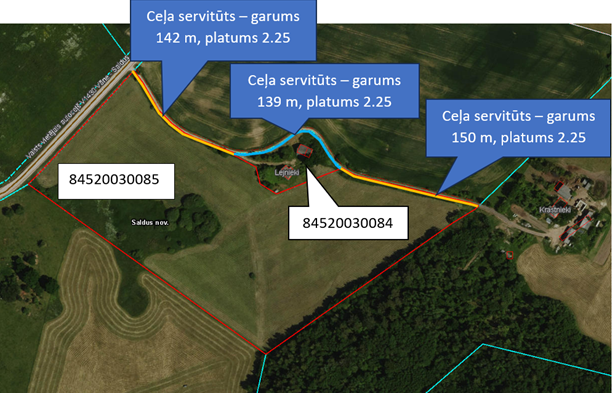 Ceļa servitūts – garums
142 m, platums 2.25
Ceļa servitūts – garums
139 m, platums 2.25
Ceļa servitūts – garums
150 m, platums 2.25
84520030085
Lejnieki
Krastnieki
Saldus nov.
84520030084